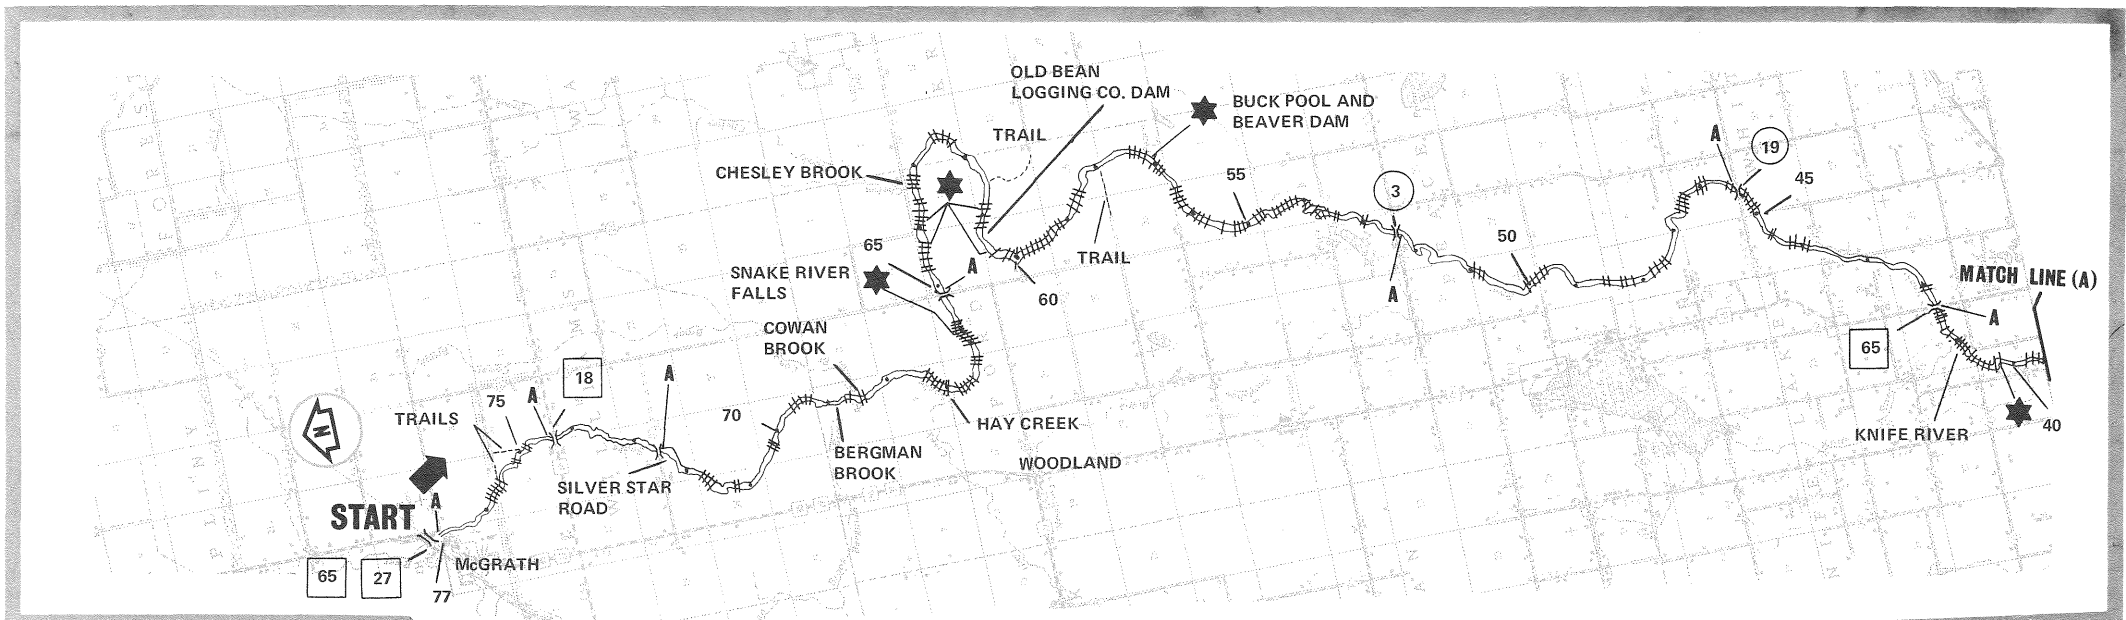 OLD BEAN
LOGGING CO. DAM
TRAIL
BUCK POOL AND
BEAVER DAM
CHESLEY BROOK
55
3
A
19
45
65
A
SNAKE RIVER
FALLS
60
TRAIL
A
50
MATCH LINE (A)
COWAN
BROOK
A
65
18
A
A
75
TRAILS
70
N
HAY CREEK
BERGMAN
BROOK
WOODLAND
KNIFE RIVER
40
SILVER STAR
ROAD
A
START
65
27
McGRATH
77